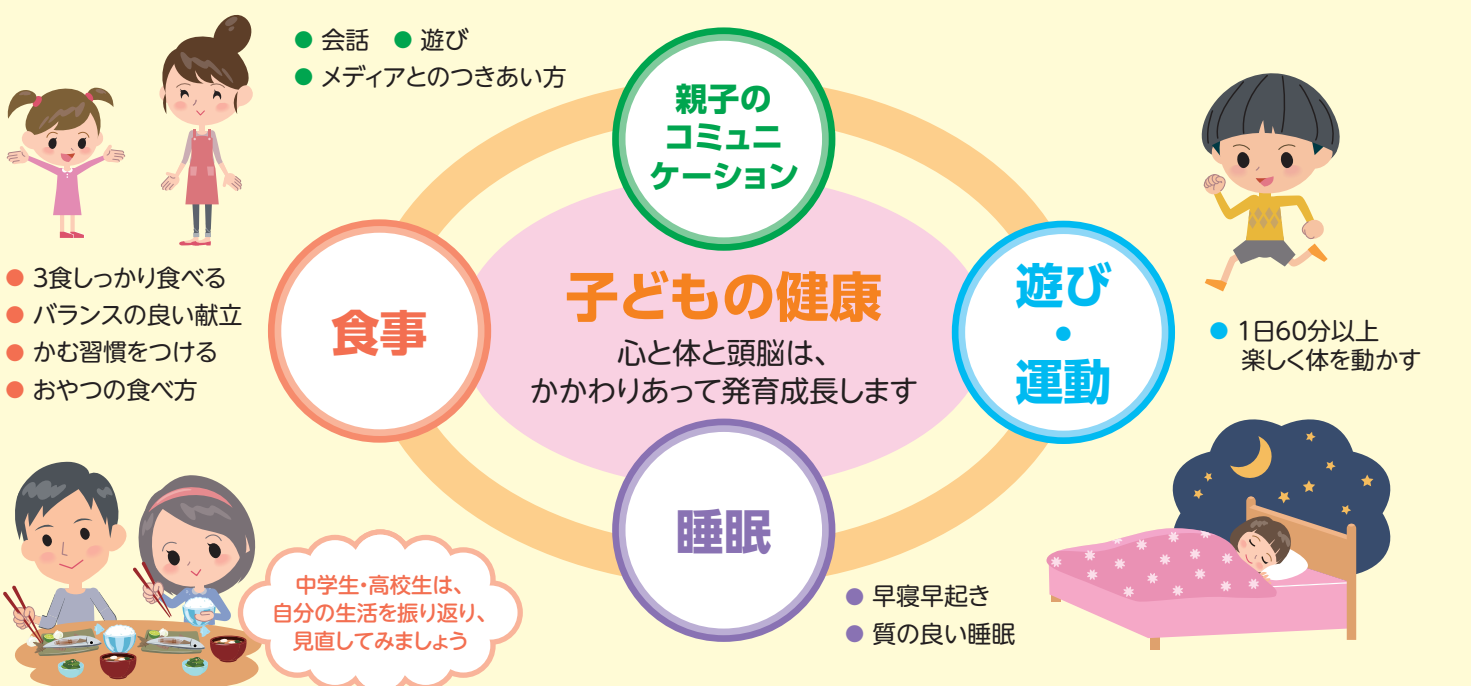 ● 会話 ● 遊び
● メディアとのつきあい方
親子の
コミュニ
ケーション
子どもの健康
心と体と頭脳は、
かかわりあって発育成長します
食事
● 3食しっかり食べる
● バランスの良い献立
● かむ習慣をつける
● おやつの食べ方
遊び
・
運動
● 1日60分以上
楽しく体を動かす
睡眠
● 早寝早起き
● 質の良い睡眠
中学生・高校生は、
自分の生活を振り返り、
見直してみましょう